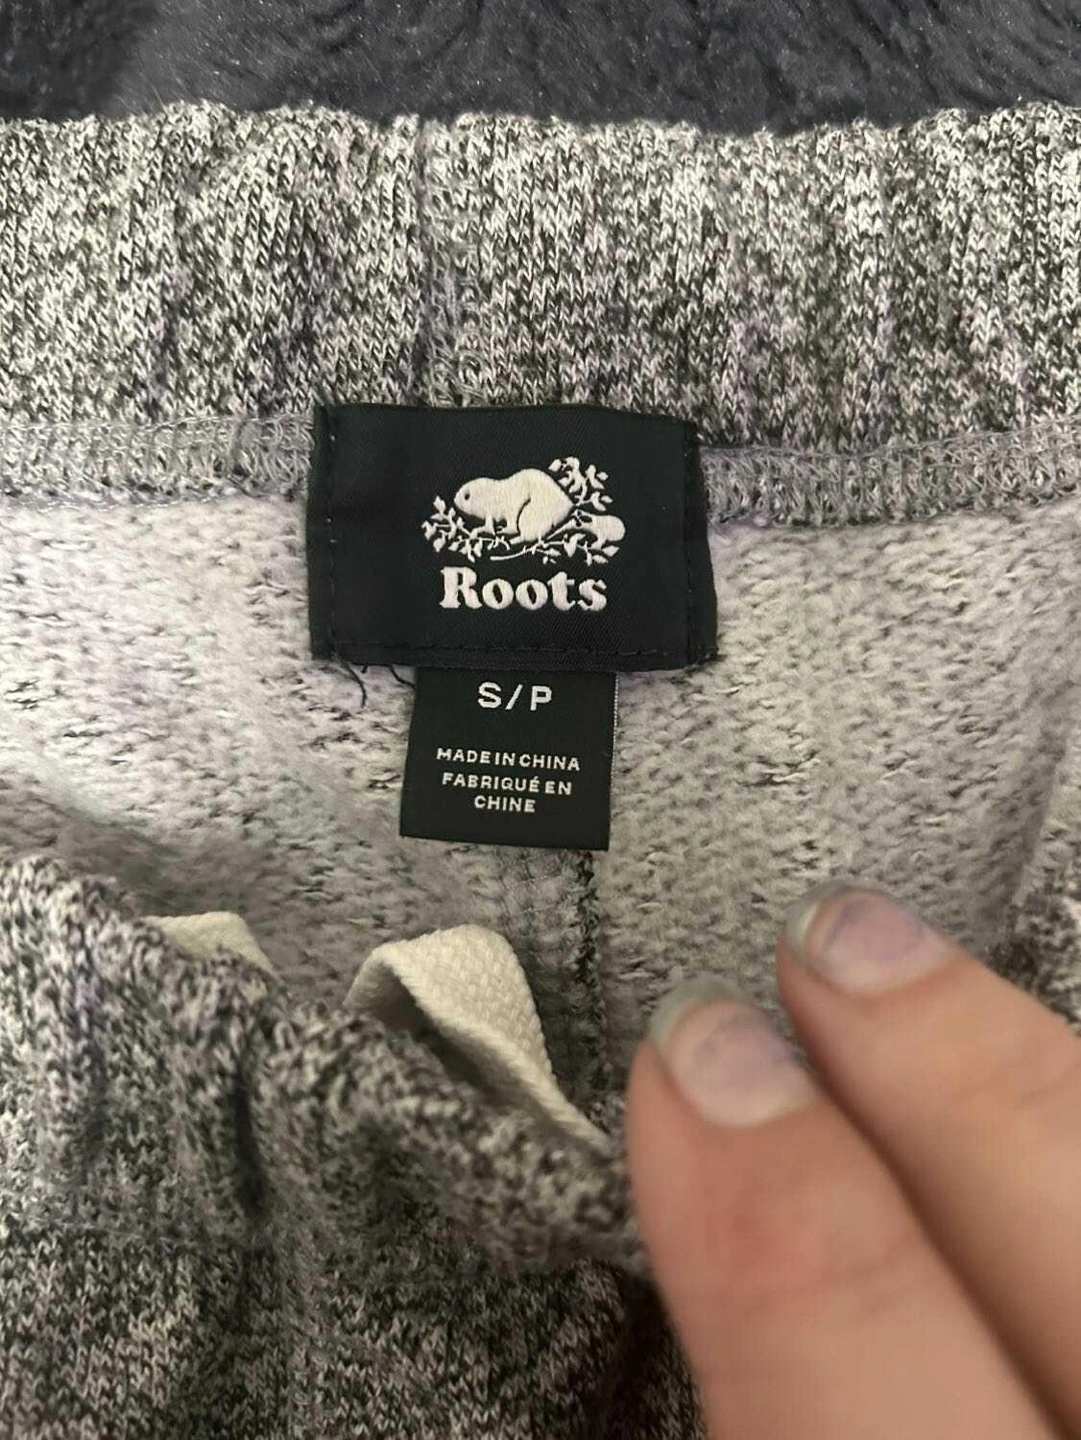 Roots
S/P
MADE IN CHINA
FABRIQUÉ EN
CHINE